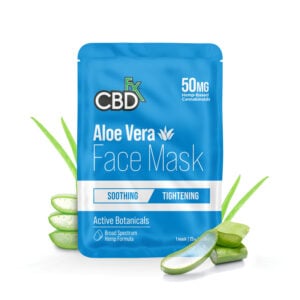 CBD
FX
50MG
Hemp-Based
Cannabinoids
Aloe Vera
Face Mask
SOOTHING TIGHTENING
Active Botanicals
Broad Spectrum
Hemp Formula